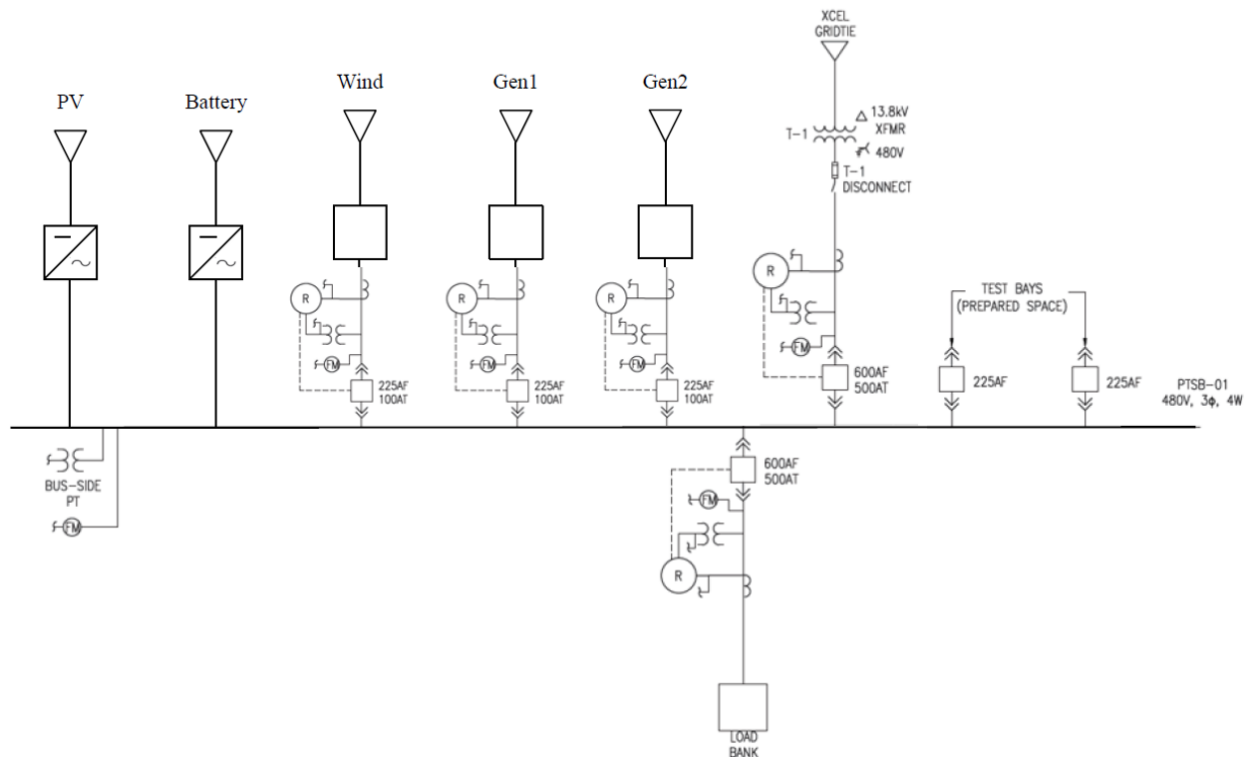 XCEL
GRIDTIE
Wind
Gen1
Gen2
PV
Battery
13.8kV
XFMR
T-1
480V
T-1
DISCONNECT
R
R
R
R
TEST BAYS
(PREPARED SPACE)
FM
FM
FM
FM
225AF
100AT
225AF
100AT
225AF
100AT
600AF
500AT
225AF
225AF
PTSB-01
480V, 3ϕ, 4W
BUS-SIDE
PT
FM
600AF
500AT
FM
R
LOAD
BANK